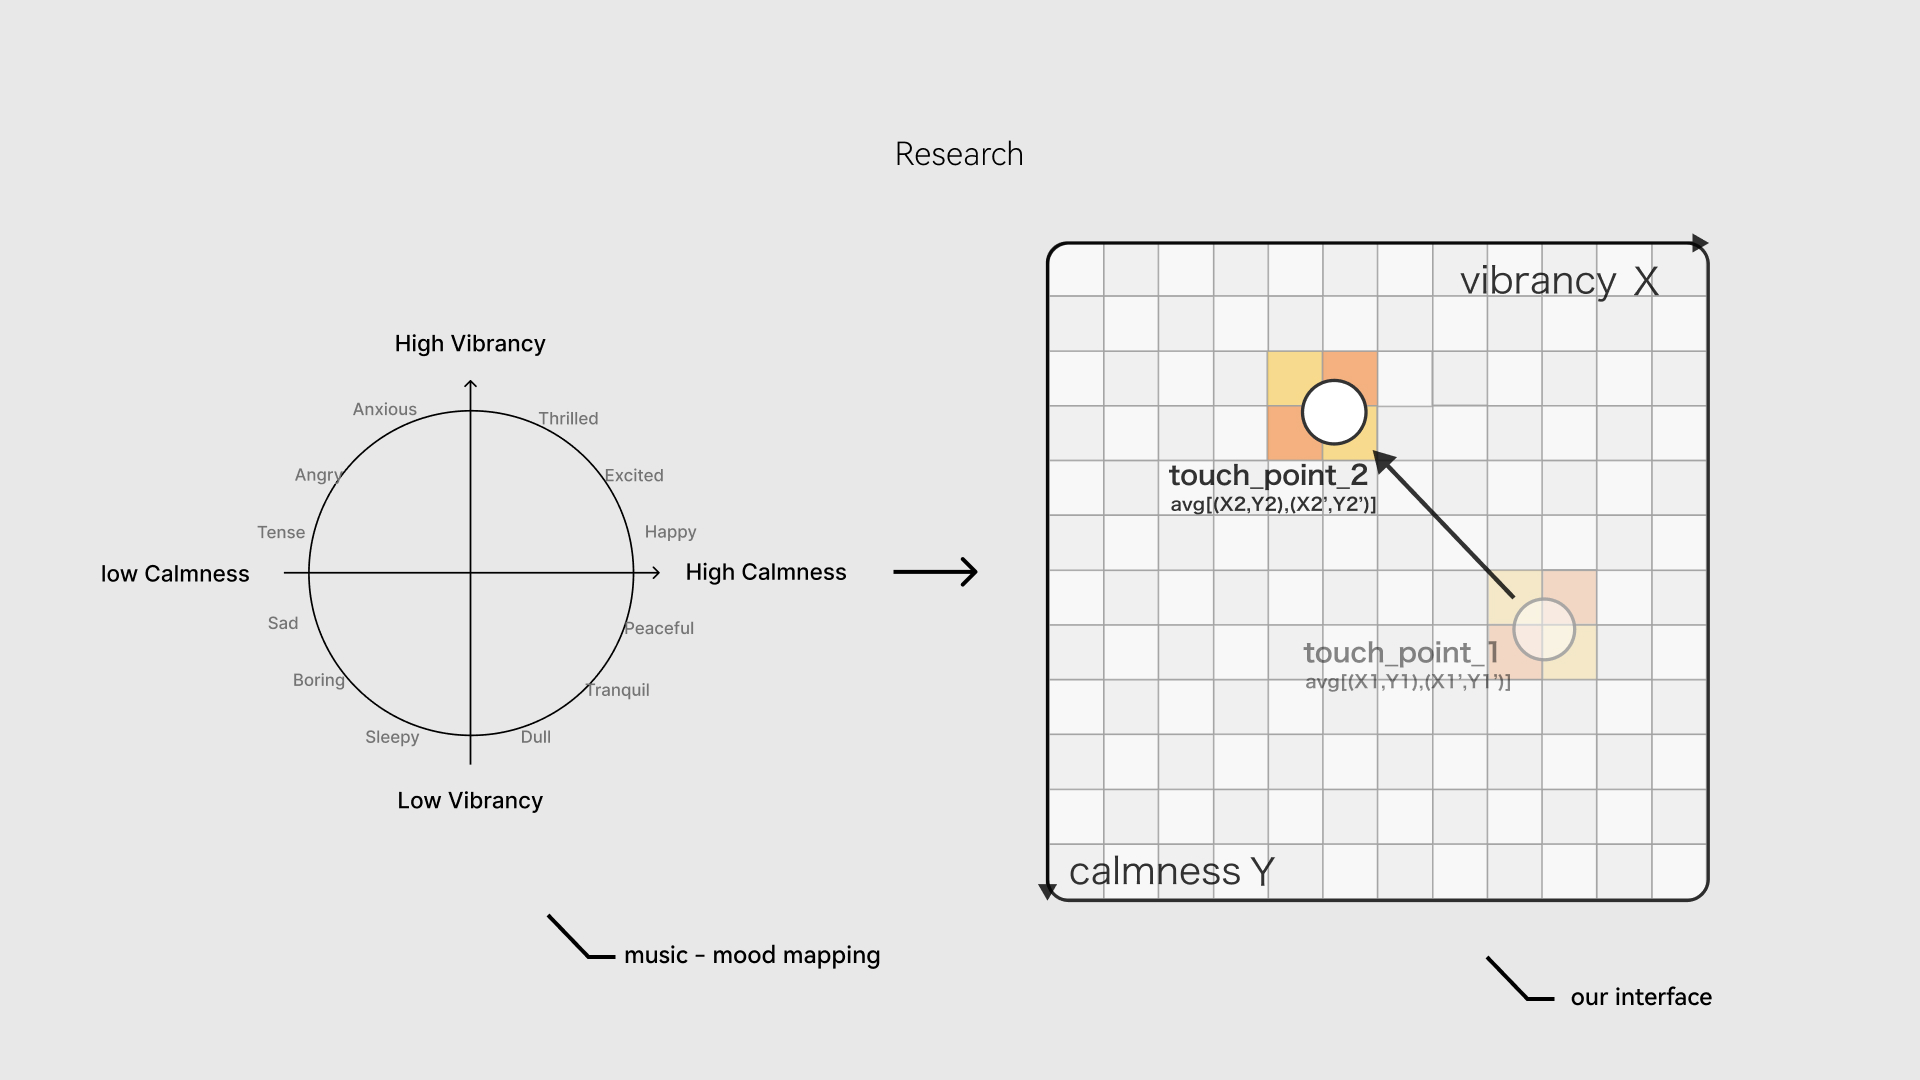 Research
High Vibrancy
Anxious
Thrilled
Angry
Excited
Tense
Happy
low Calmness
High Calmness
Sad
Peaceful
Boring
Tranquil
Sleepy
Dull
Low Vibrancy
music - mood mapping
vibrancy X
touch_point_2
avg[(X2,Y2),(X2’,Y2’)]
touch_point_1
avg[(X1,Y1),(X1’,Y1’)]
calmness Y
our interface